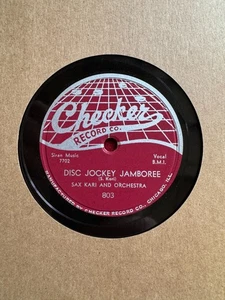 Checker
RECORD CO.
Siren Music
7702
Vocal
B.M.I.
DISC JOCKEY JAMBOREE
(S. Kari)
SAX KARI AND ORCHESTRA
803
MANUFACTURED BY CHECKER RECORD CO., CHICAGO, ILL.